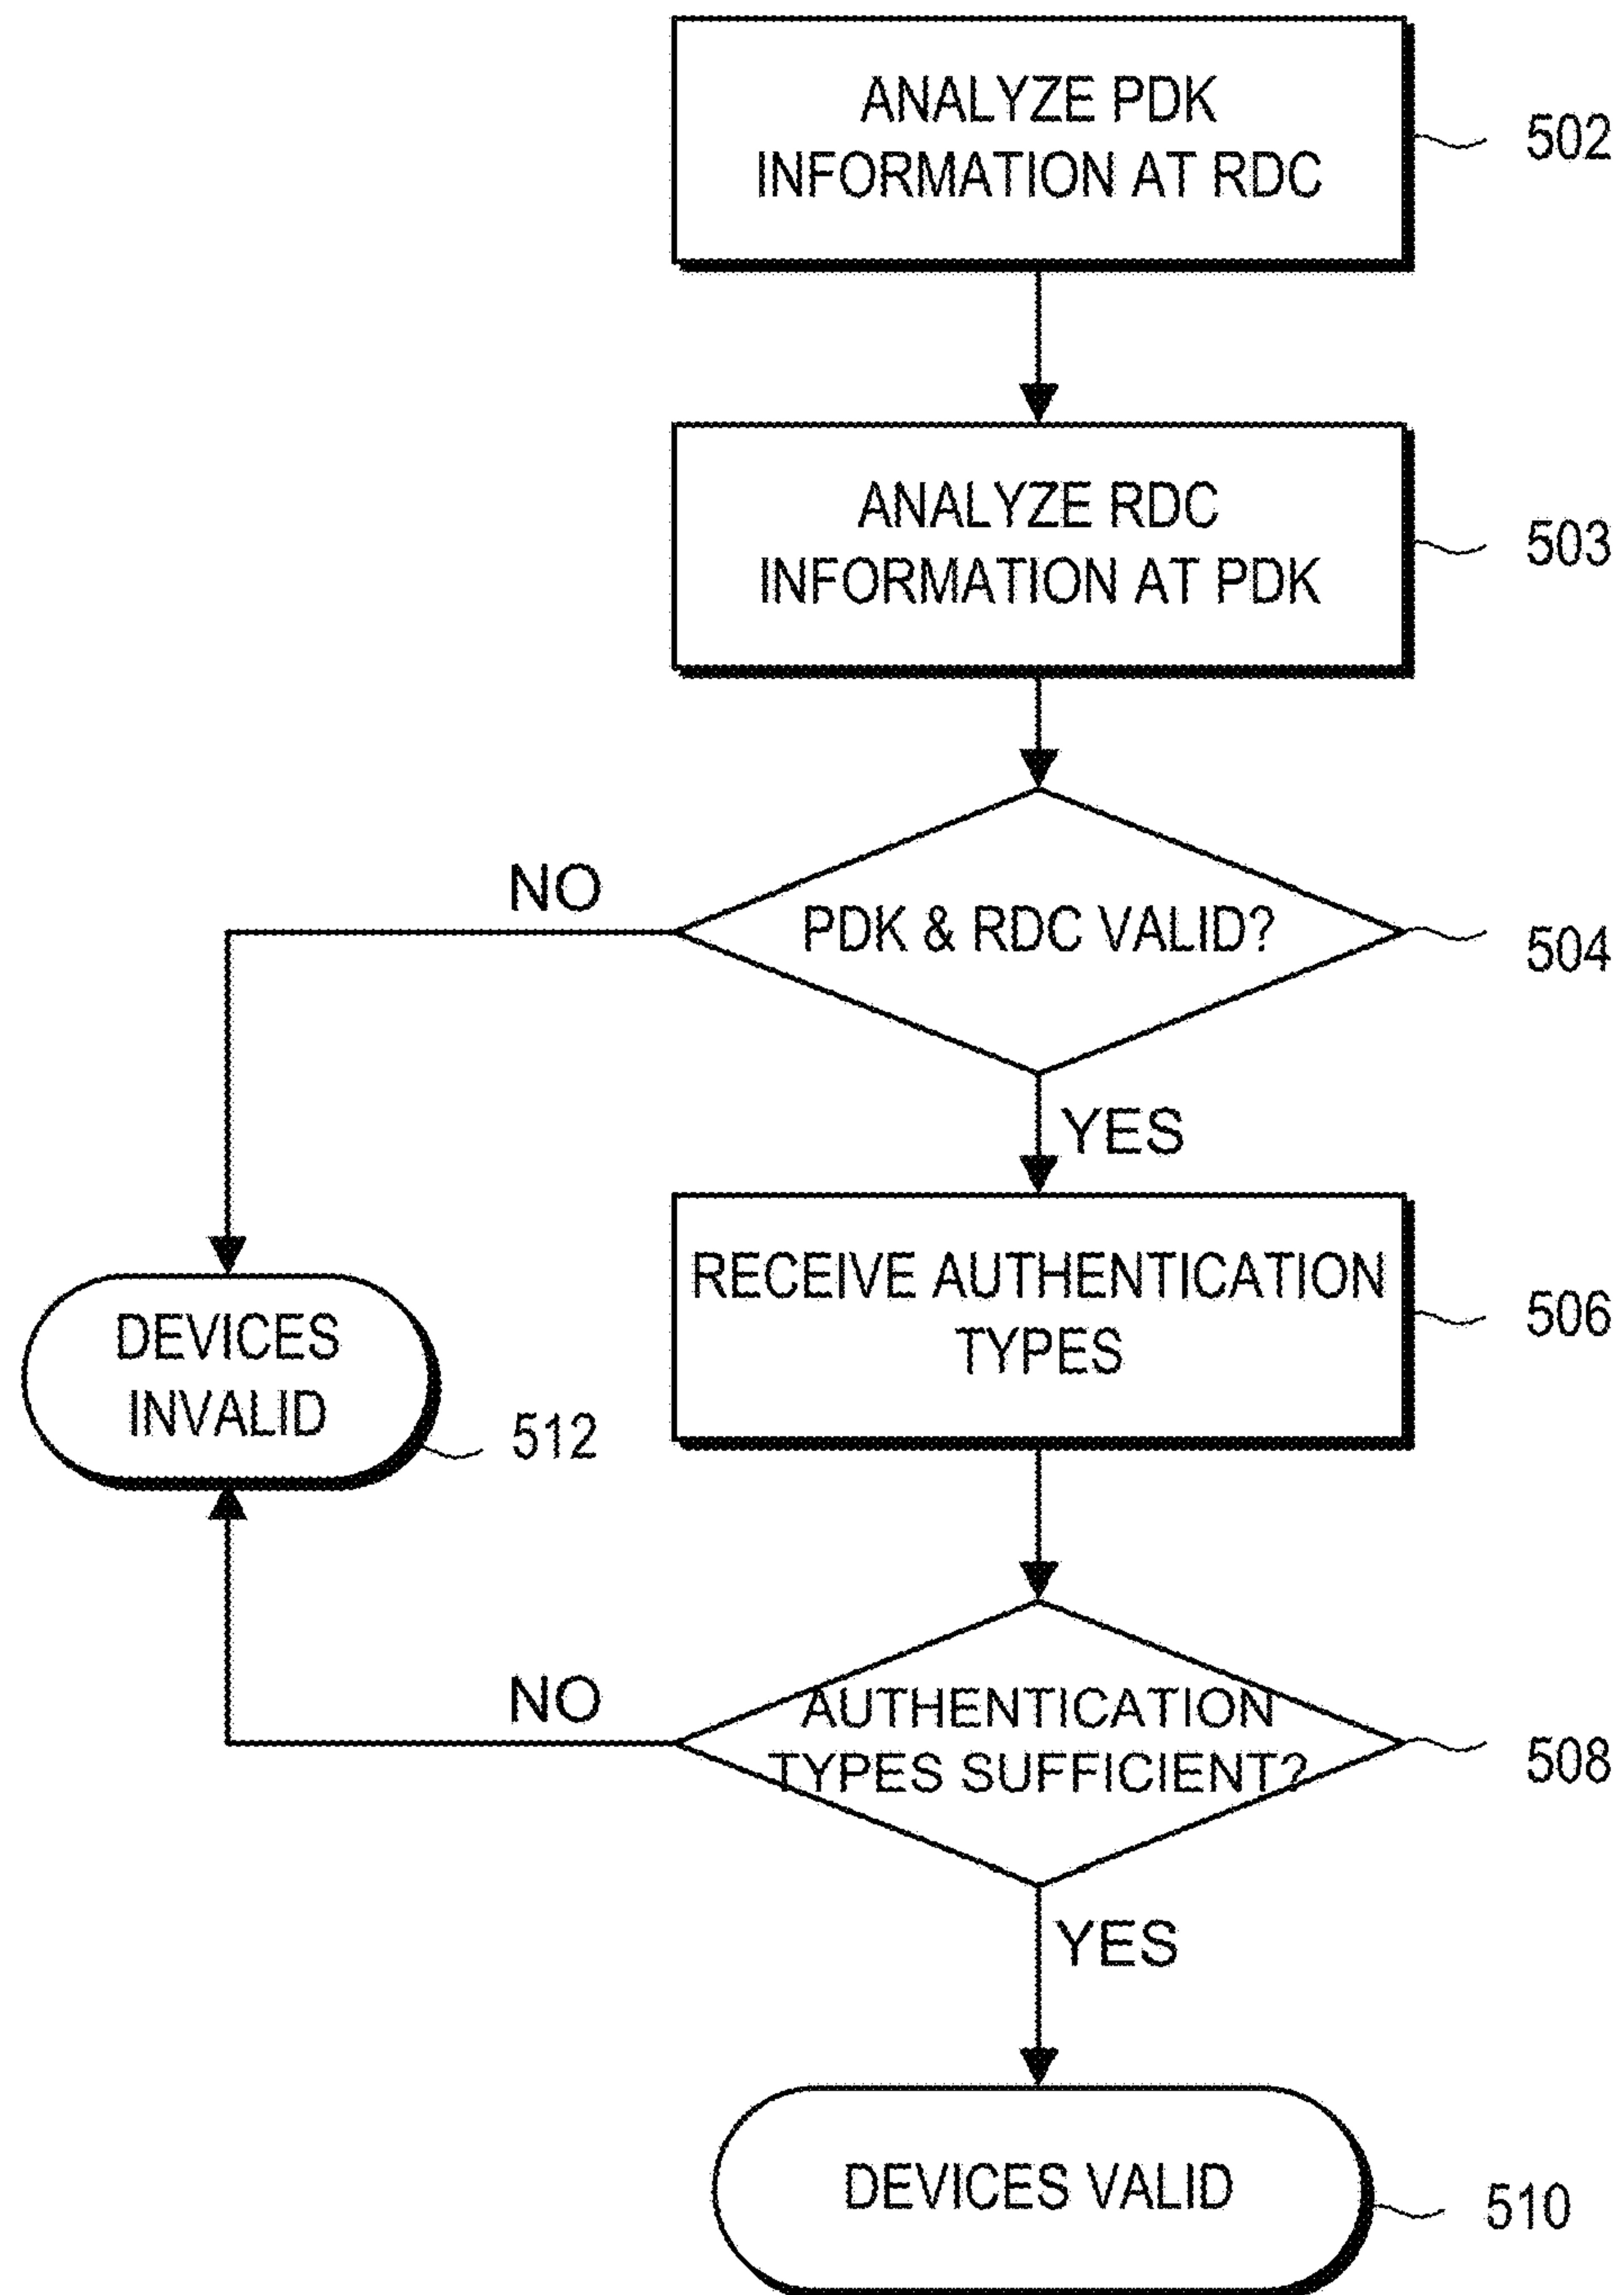 ANALYZE PDK
INFORMATION AT RDC
502
ANALYZE RDC
INFORMATION AT PDK
503
NO
PDK & RDC VALID?
504
YES
RECEIVE AUTHENTICATION
TYPES
506
DEVICES
INVALID
512
NO
AUTHENTICATION
TYPES SUFFICIENT?
508
YES
DEVICES VALID
510